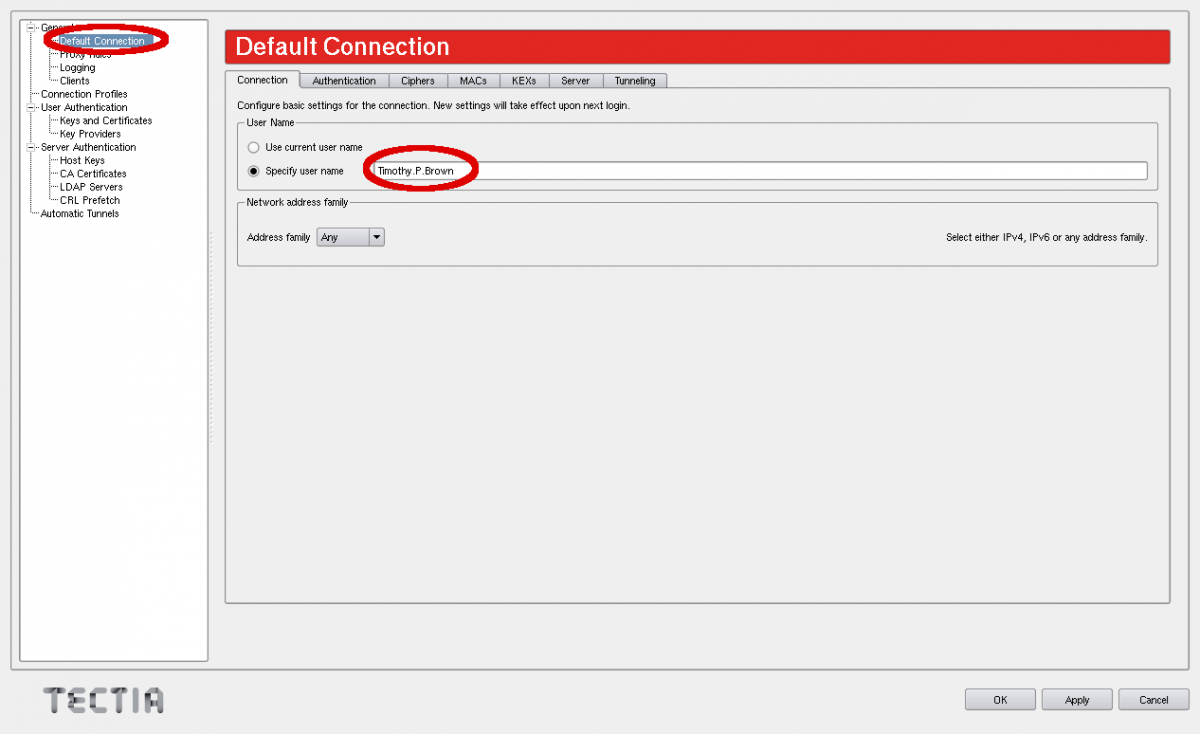 General
Default Connection
Proxy Rules
Logging
Clients
Connection Profiles
User Authentication
Keys and Certificates
Key Providers
Server Authentication
Host Keys
CA Certificates
LDAP Servers
CRL Prefetch
Automatic Tunnels
Default Connection
Connection Authentication Ciphers MACs KEXs Server Tunneling
Configure basic settings for the connection. New settings will take effect upon next login.
User Name
Use current user name
Specify user name Timothy.P.Brown
Network address family
Address family Any Select either IPv4, IPv6 or any address family.
TECTIA
OK Apply Cancel